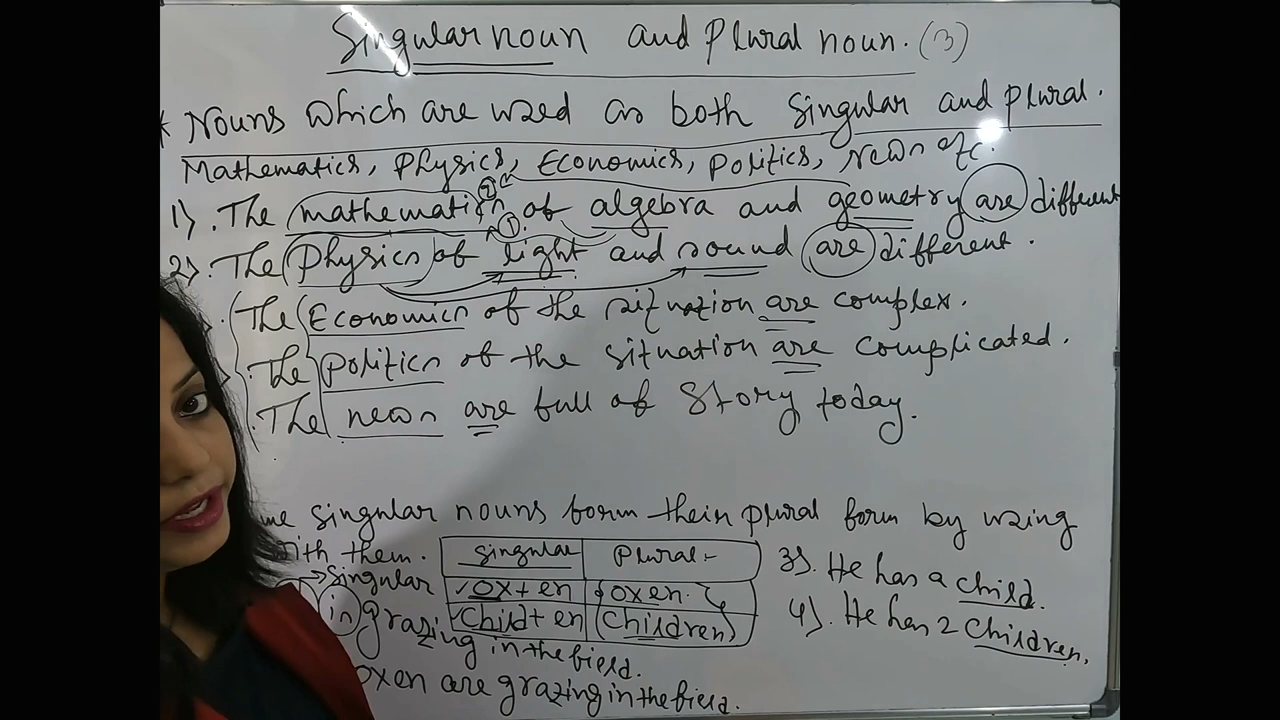 Singular noun and Plural noun. (3)
* Nouns which are used as both Singular and plural.
Mathematics, Physics, Economics, Politics, News etc.
1). The mathematics of algebra and geometry are different
2). The Physics of light and sound are different.
The Economics of the situation are complex.
The politics of the situation are complicated.
The news are full of Story today.
me singular nouns form their plural form by using
ith them.
Singular Plural :-
Ox + en oxen.
Child + en Children
→ Singular
in grazing in the field.
oxen are grazing in the field.
3). He has a child.
4). He has 2 Children.